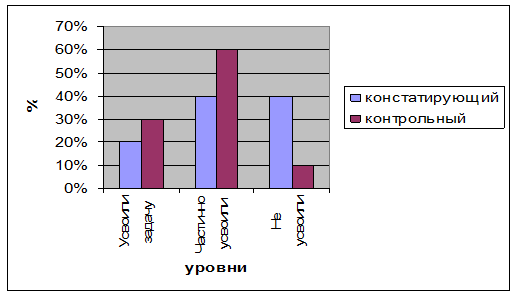 70%
60%
50%
40%
30%
20%
10%
0%
%
Усвоили
задачу
Частично
усвоили
Не
усвоили
уровни
констатирующий
контрольный